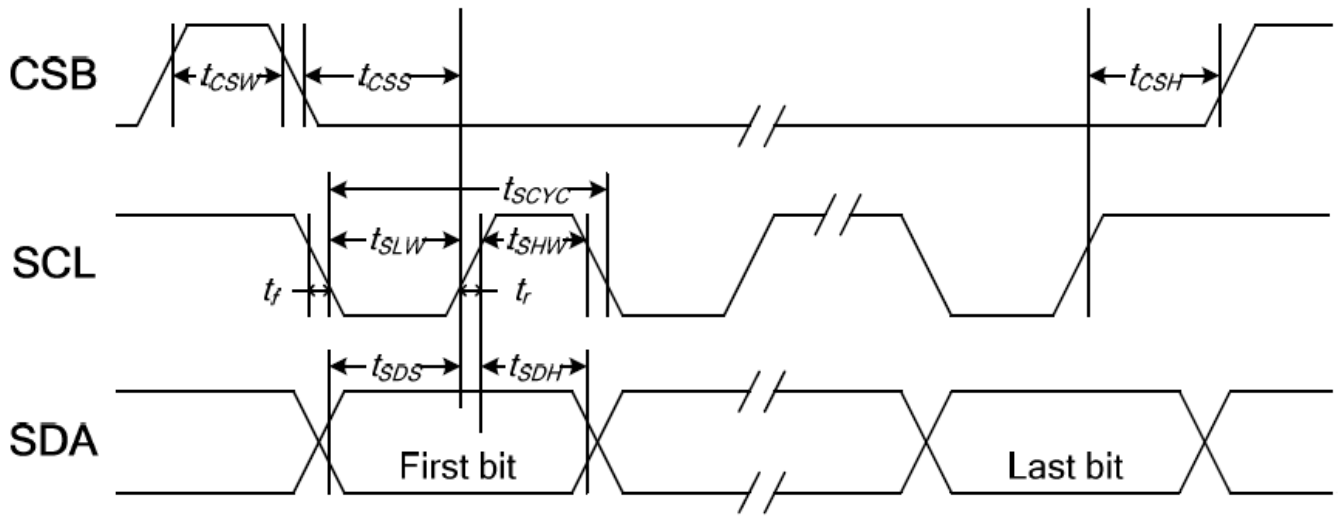 CSB
tCSW
tCSS
tCSH
tSCYC
SCL
tSLW
tSHW
tf
tr
tSDS
tSDH
SDA
First bit
Last bit